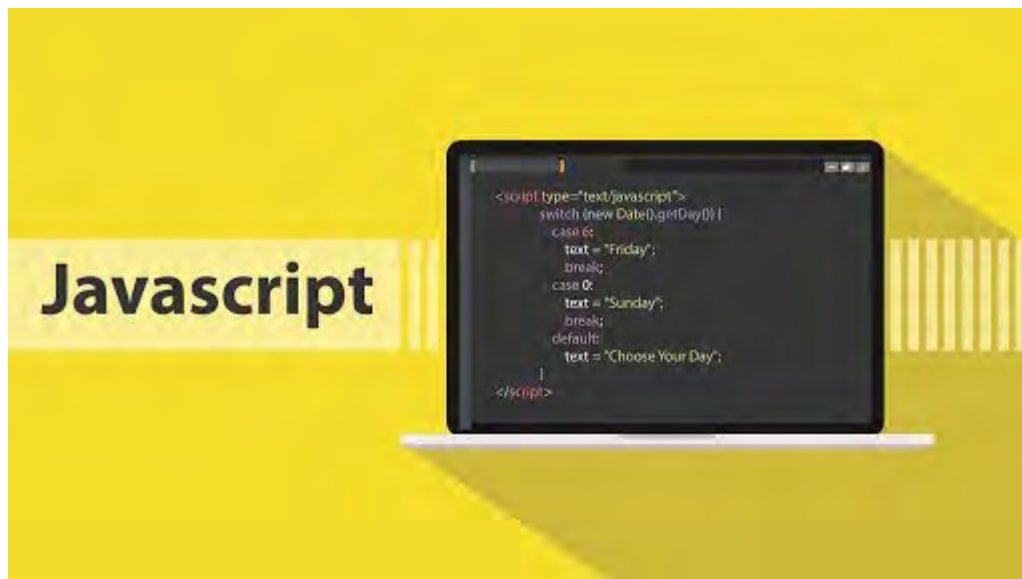 Javascript
<script type="text/javascript">
switch (new Date().getDay()) {
case 6:
text = "Friday";
break;
case 0:
text = "Sunday";
break;
default:
text = "Choose Your Day";
}
</script>